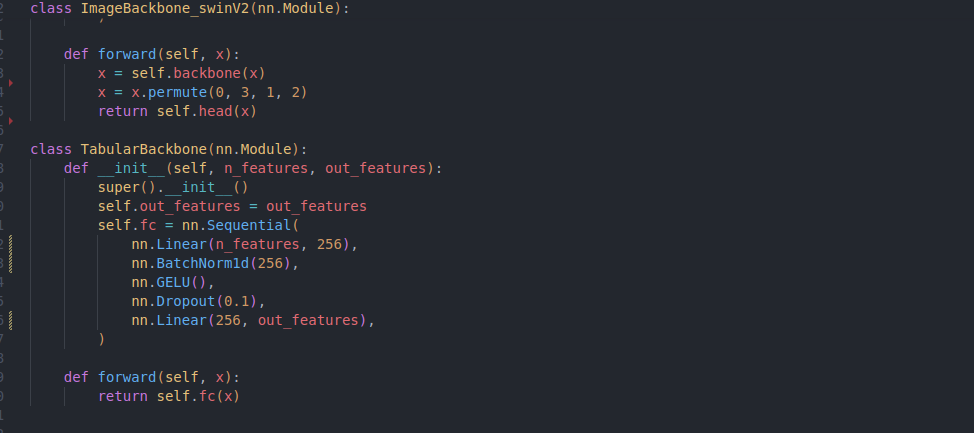 class ImageBackbone_swinV2(nn.Module):
    )
    def forward(self, x):
        x = self.backbone(x)
        x = x.permute(0, 3, 1, 2)
        return self.head(x)
class TabularBackbone(nn.Module):
    def __init__(self, n_features, out_features):
        super().__init__()
        self.out_features = out_features
        self.fc = nn.Sequential(
            nn.Linear(n_features, 256),
            nn.BatchNorm1d(256),
            nn.GELU(),
            nn.Dropout(0.1),
            nn.Linear(256, out_features),
        )
    def forward(self, x):
        return self.fc(x)